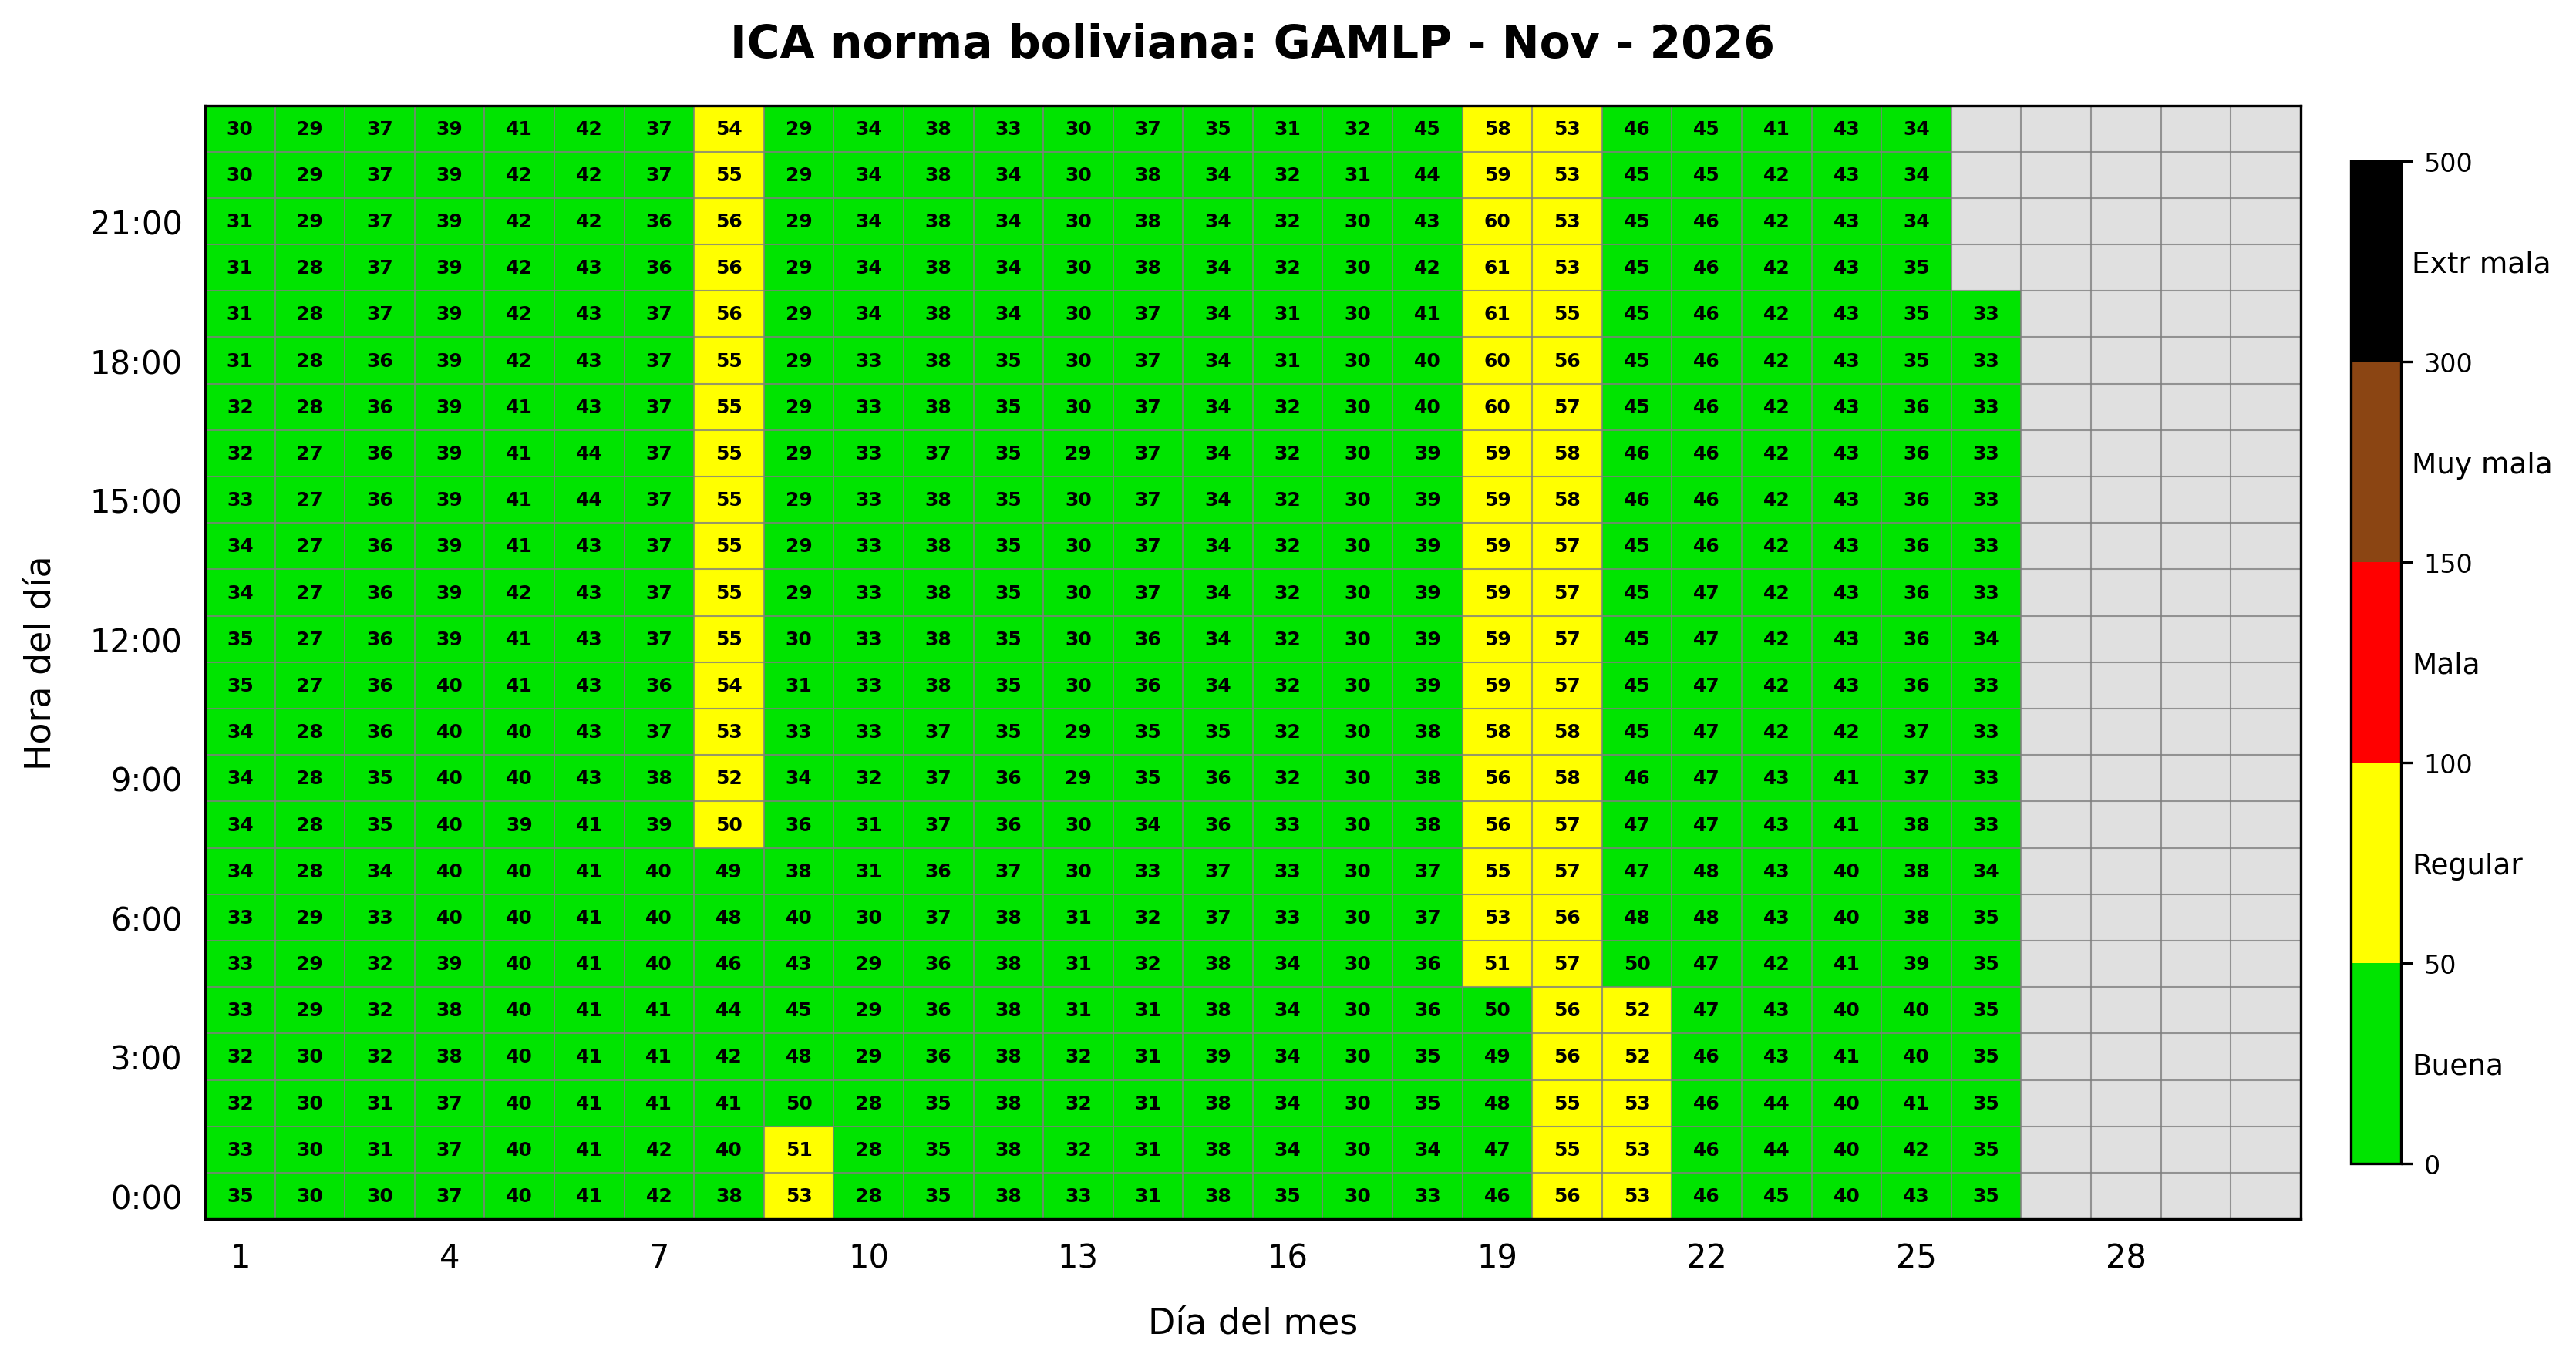 ICA norma boliviana: GAMLP - Nov - 2026
30 29 37 39 41 42 37 54 29 34 38 33 30 37 35 31 32 45 58 53 46 45 41 43 34
30 29 37 39 42 42 37 55 29 34 38 34 30 38 34 32 31 44 59 53 45 45 42 43 34
21:00 31 29 37 39 42 42 36 56 29 34 38 34 30 38 34 32 30 43 60 53 45 46 42 43 34
31 28 37 39 42 43 36 56 29 34 38 34 30 38 34 32 30 42 61 53 45 46 42 43 35
31 28 37 39 42 43 37 56 29 34 38 34 30 37 34 31 30 41 61 55 45 46 42 43 35 33
18:00 31 28 36 39 42 43 37 55 29 33 38 35 30 37 34 31 30 40 60 56 45 46 42 43 35 33
32 28 36 39 41 43 37 55 29 33 38 35 30 37 34 32 30 40 60 57 45 46 42 43 36 33
32 27 36 39 41 44 37 55 29 33 37 35 29 37 34 32 30 39 59 58 46 46 42 43 36 33
15:00 33 27 36 39 41 44 37 55 29 33 38 35 30 37 34 32 30 39 59 58 46 46 42 43 36 33
34 27 36 39 41 43 37 55 29 33 38 35 30 37 34 32 30 39 59 57 45 46 42 43 36 33
34 27 36 39 42 43 37 55 29 33 38 35 30 37 34 32 30 39 59 57 45 47 42 43 36 33
12:00 35 27 36 39 41 43 37 55 30 33 38 35 30 36 34 32 30 39 59 57 45 47 42 43 36 34
35 27 36 40 41 43 36 54 31 33 38 35 30 36 34 32 30 39 59 57 45 47 42 43 36 33
34 28 36 40 40 43 37 53 33 33 37 35 29 35 35 32 30 38 58 58 45 47 42 42 37 33
9:00 34 28 35 40 40 43 38 52 34 32 37 36 29 35 36 32 30 38 56 58 46 47 43 41 37 33
34 28 35 40 39 41 39 50 36 31 37 36 30 34 36 33 30 38 56 57 47 47 43 41 38 33
34 28 34 40 40 41 40 49 38 31 36 37 30 33 37 33 30 37 55 57 47 48 43 40 38 34
6:00 33 29 33 40 40 41 40 48 40 30 37 38 31 32 37 33 30 37 53 56 48 48 43 40 38 35
33 29 32 39 40 41 40 46 43 29 36 38 31 32 38 34 30 36 51 57 50 47 42 41 39 35
33 29 32 38 40 41 41 44 45 29 36 38 31 31 38 34 30 36 50 56 52 47 43 40 40 35
3:00 32 30 32 38 40 41 41 42 48 29 36 38 32 31 39 34 30 35 49 56 52 46 43 41 40 35
32 30 31 37 40 41 41 41 50 28 35 38 32 31 38 34 30 35 48 55 53 46 44 40 41 35
33 30 31 37 40 41 42 40 51 28 35 38 32 31 38 34 30 34 47 55 53 46 44 40 42 35
0:00 35 30 30 37 40 41 42 38 53 28 35 38 33 31 38 35 30 33 46 56 53 46 45 40 43 35
1 4 7 10 13 16 19 22 25 28
Día del mes
Hora del día
500
Extr mala
300
Muy mala
150
Mala
100
Regular
50
Buena
0